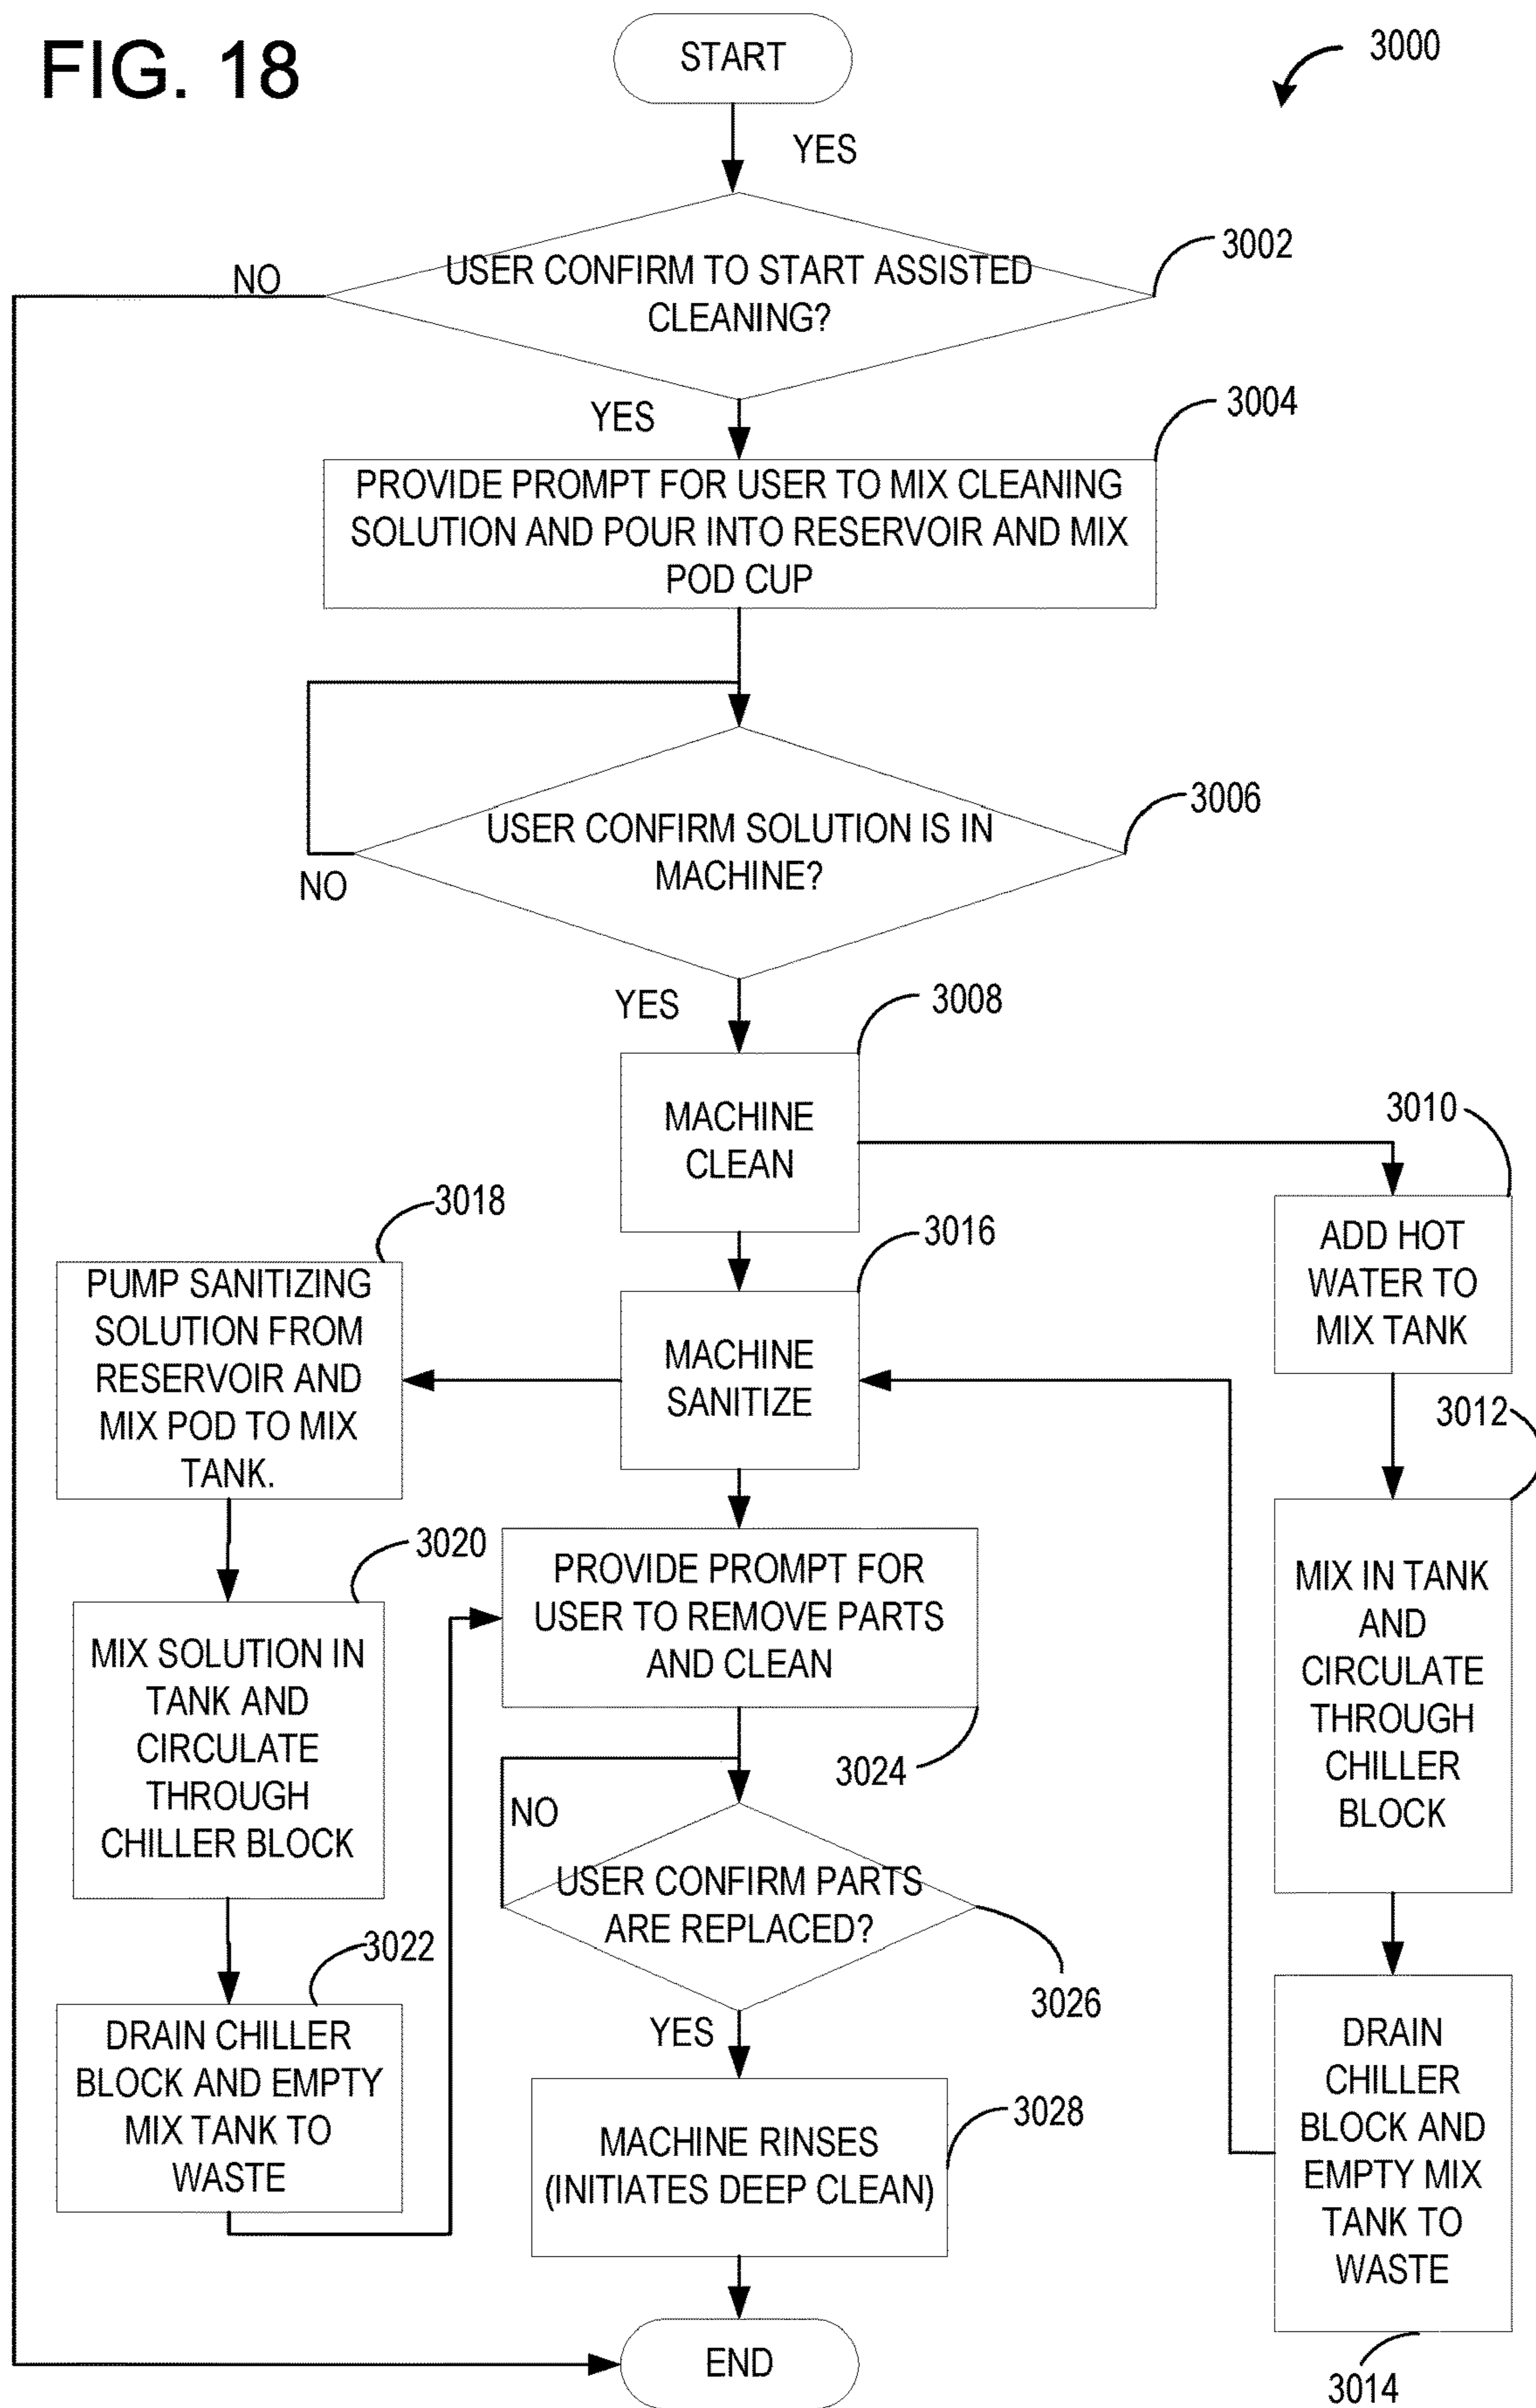 FIG. 18
START
3000
YES
USER CONFIRM TO START ASSISTED
CLEANING?
3002
NO
YES
3004
PROVIDE PROMPT FOR USER TO MIX CLEANING
SOLUTION AND POUR INTO RESERVOIR AND MIX
POD CUP
USER CONFIRM SOLUTION IS IN
MACHINE?
3006
NO
YES
3008
MACHINE
CLEAN
3010
ADD HOT
WATER TO
MIX TANK
3016
MACHINE
SANITIZE
3018
PUMP SANITIZING
SOLUTION FROM
RESERVOIR AND
MIX POD TO MIX
TANK.
3012
MIX IN TANK
AND
CIRCULATE
THROUGH
CHILLER
BLOCK
3020
MIX SOLUTION IN
TANK AND
CIRCULATE
THROUGH
CHILLER BLOCK
PROVIDE PROMPT FOR
USER TO REMOVE PARTS
AND CLEAN
3024
NO
USER CONFIRM PARTS
ARE REPLACED?
3026
3022
DRAIN CHILLER
BLOCK AND EMPTY
MIX TANK TO
WASTE
YES
MACHINE RINSES
(INITIATES DEEP CLEAN)
3028
DRAIN
CHILLER
BLOCK AND
EMPTY MIX
TANK TO
WASTE
3014
END